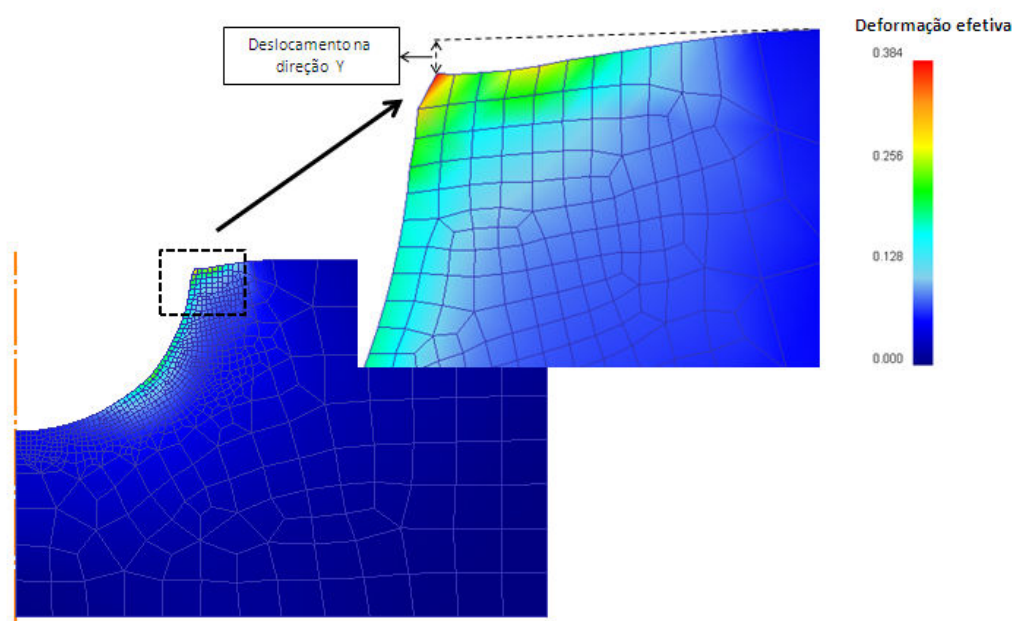 Deslocamento na
direção Y
Deformação efetiva
0.384
0.256
0.128
0.000